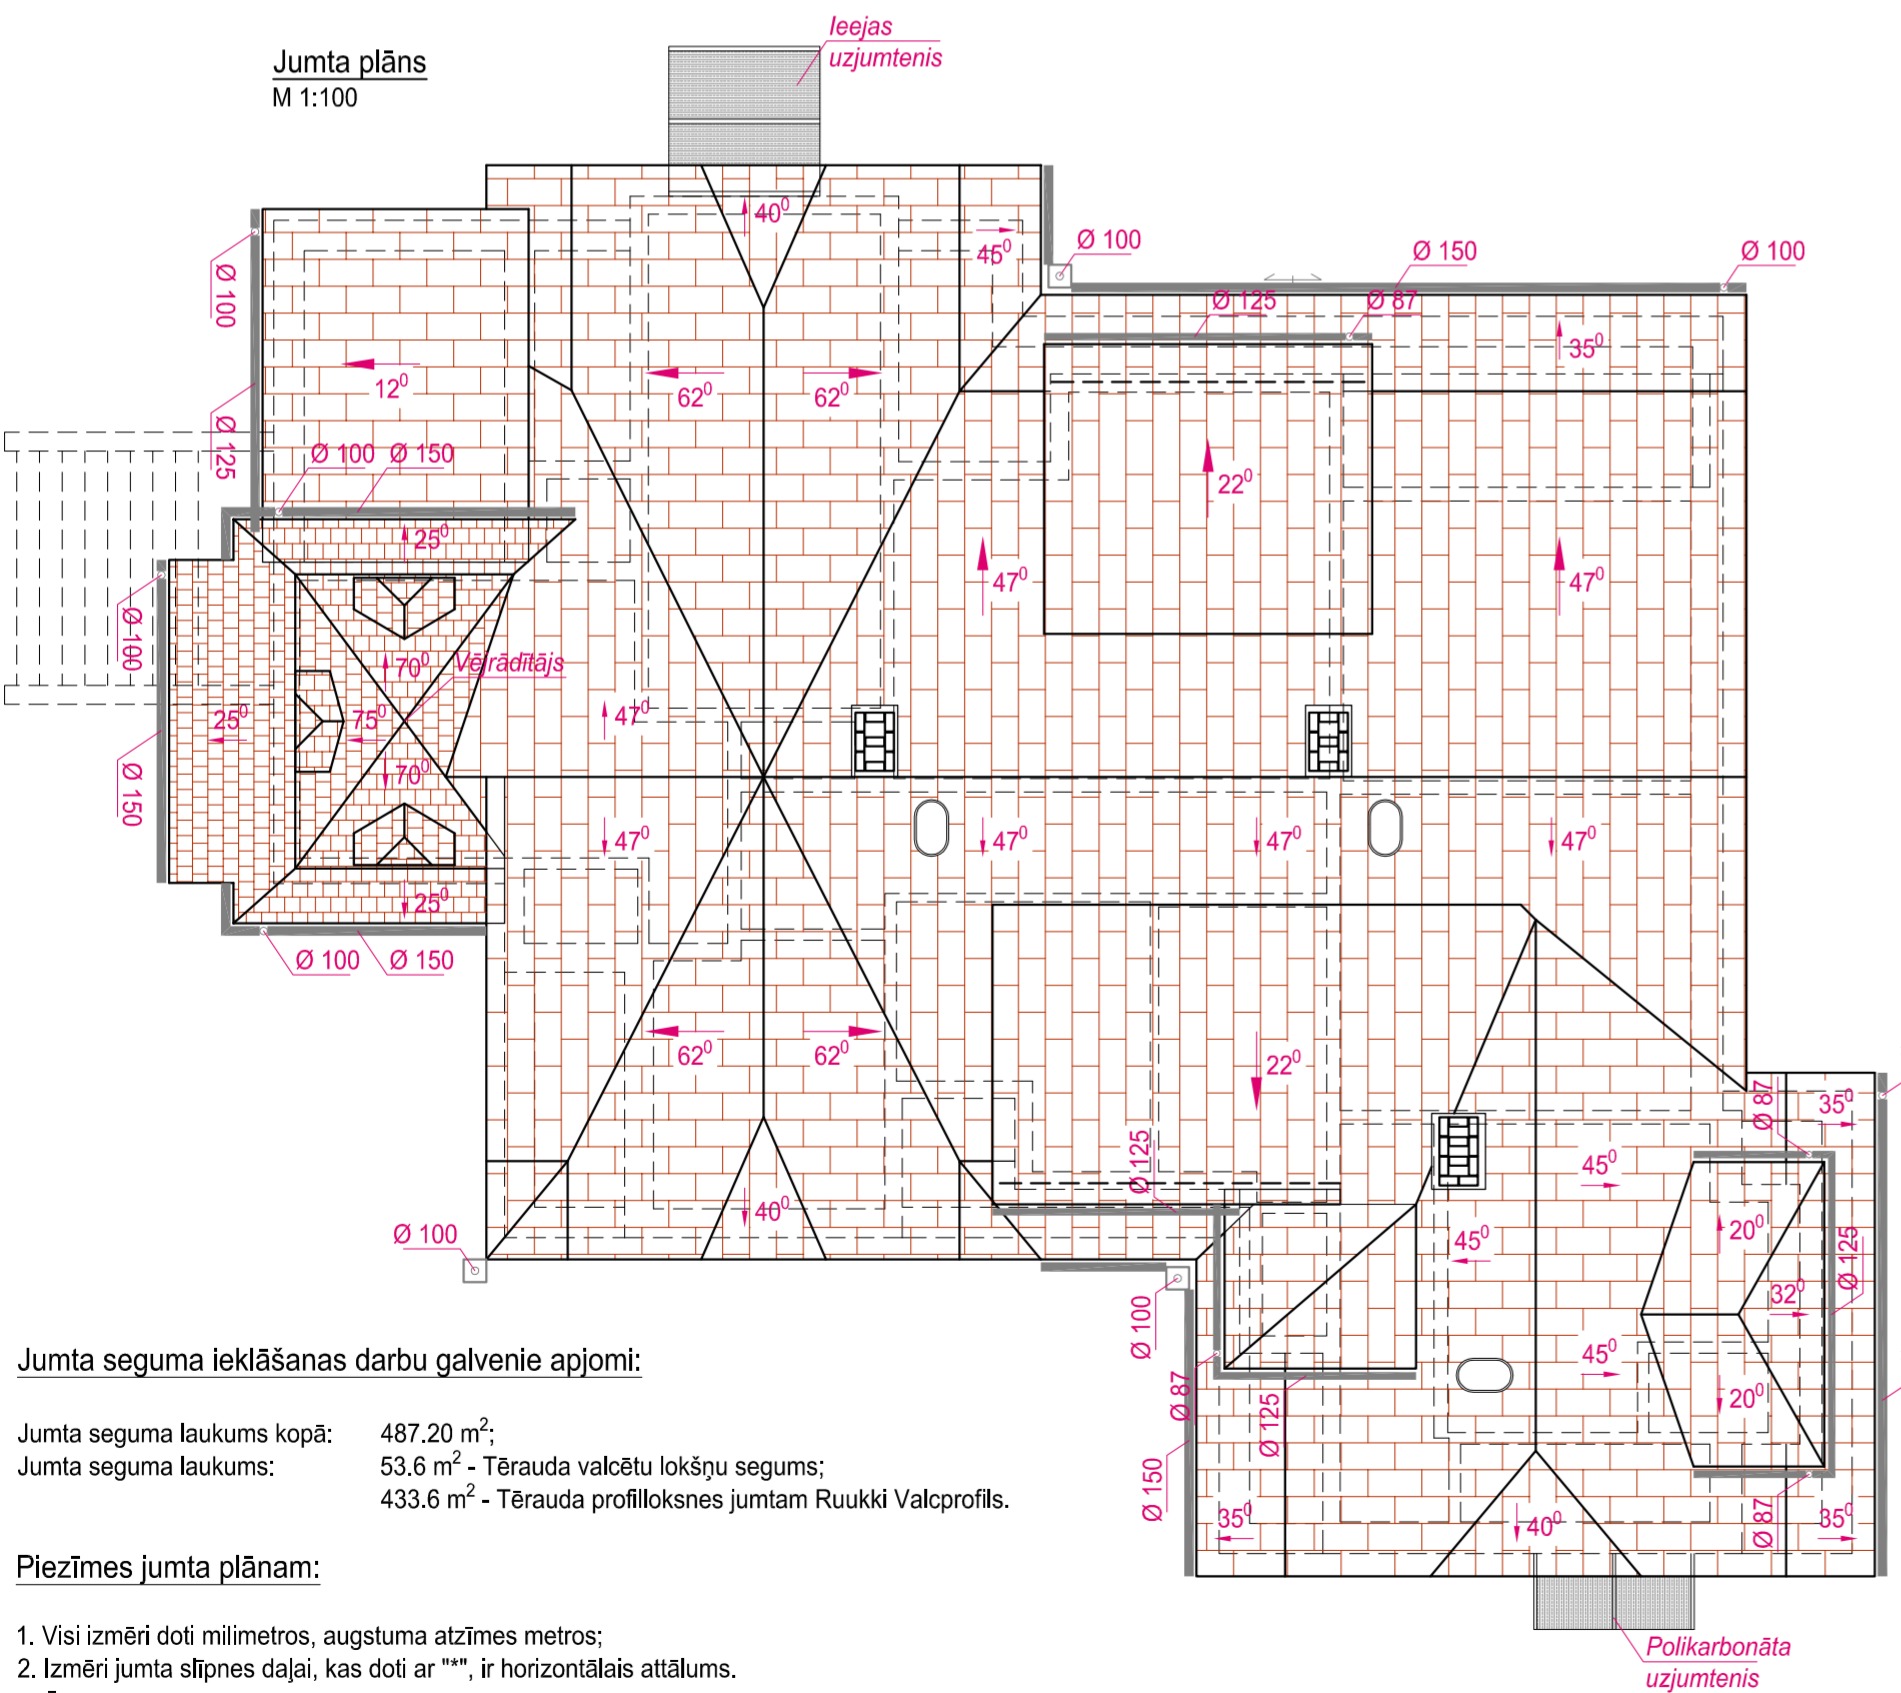 Jumta plāns
M 1:100
Ieejas
uzjumtenis
40⁰
45⁰
Ø 100
Ø 150
Ø 100
Ø 125
Ø 87
35⁰
Ø 100
12⁰
62⁰
62⁰
Ø 125
Ø 100
Ø 150
22⁰
25⁰
47⁰
47⁰
Ø 100
70⁰
Vējrādītājs
25⁰
75⁰
47⁰
70⁰
Ø 150
47⁰
47⁰
47⁰
47⁰
25⁰
Ø 100
Ø 150
62⁰
62⁰
22⁰
Ø 87
35⁰
Ø 125
45⁰
40⁰
Ø 100
45⁰
20⁰
Ø 125
32⁰
Ø 100
45⁰
20⁰
Ø 87
Ø 125
Ø 150
35⁰
40⁰
Ø 87
35⁰
Jumta seguma ieklāšanas darbu galvenie apjomi:
Jumta seguma laukums kopā: 487.20 m²;
Jumta seguma laukums: 53.6 m² - Tērauda valcētu lokšņu segums;
433.6 m² - Tērauda profilloksnes jumtam Ruukki Valcprofils.
Piezīmes jumta plānam:
1. Visi izmēri doti milimetros, augstuma atzīmes metros;
2. Izmēri jumta slīpnes daļai, kas doti ar "*", ir horizontālais attālums.
Polikarbonāta
uzjumtenis